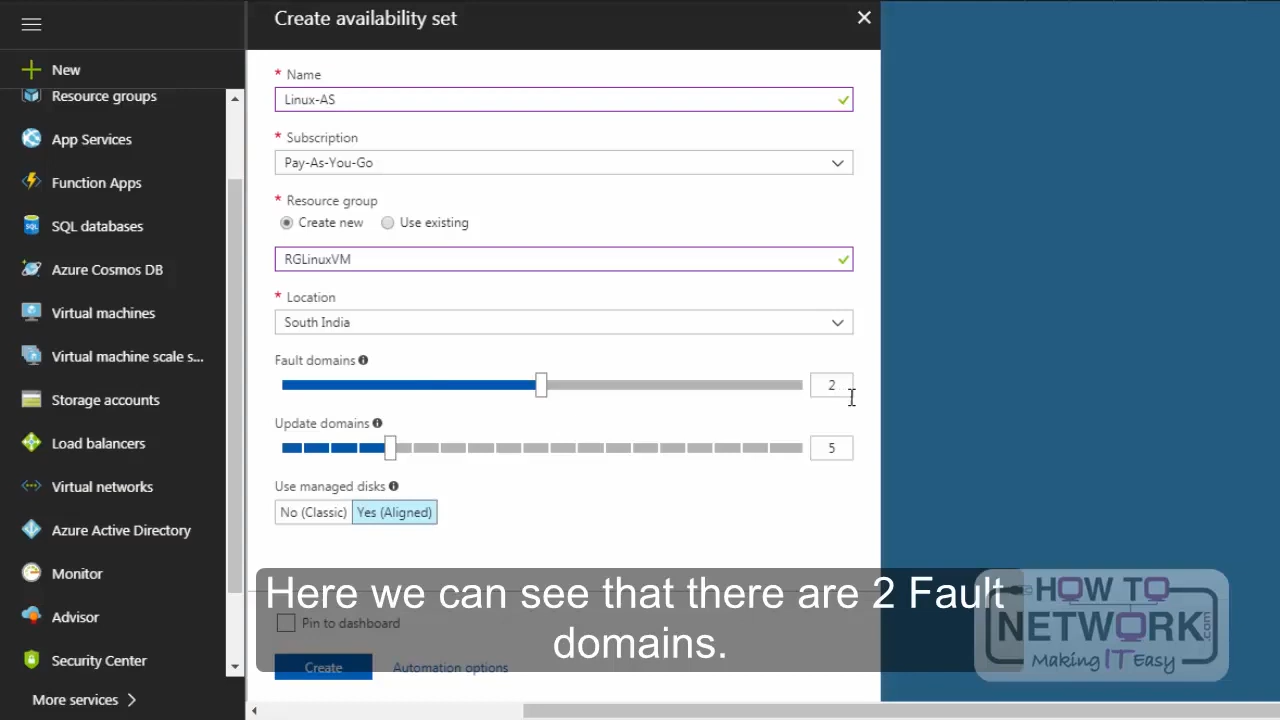 Create availability set
New
Resource groups
App Services
Function Apps
SQL databases
Azure Cosmos DB
Virtual machines
Virtual machine scale s...
Storage accounts
Load balancers
Virtual networks
Azure Active Directory
Monitor
Advisor
Security Center
More services
* Name
Linux-AS
* Subscription
Pay-As-You-Go
* Resource group
Create new
Use existing
RGLinuxVM
* Location
South India
Fault domains
2
Update domains
5
Use managed disks
No (Classic)
Yes (Aligned)
Here we can see that there are 2 Fault
domains.
Pin to dashboard
Create
Automation options
HOW TO
NETWORK.com
Making IT Easy